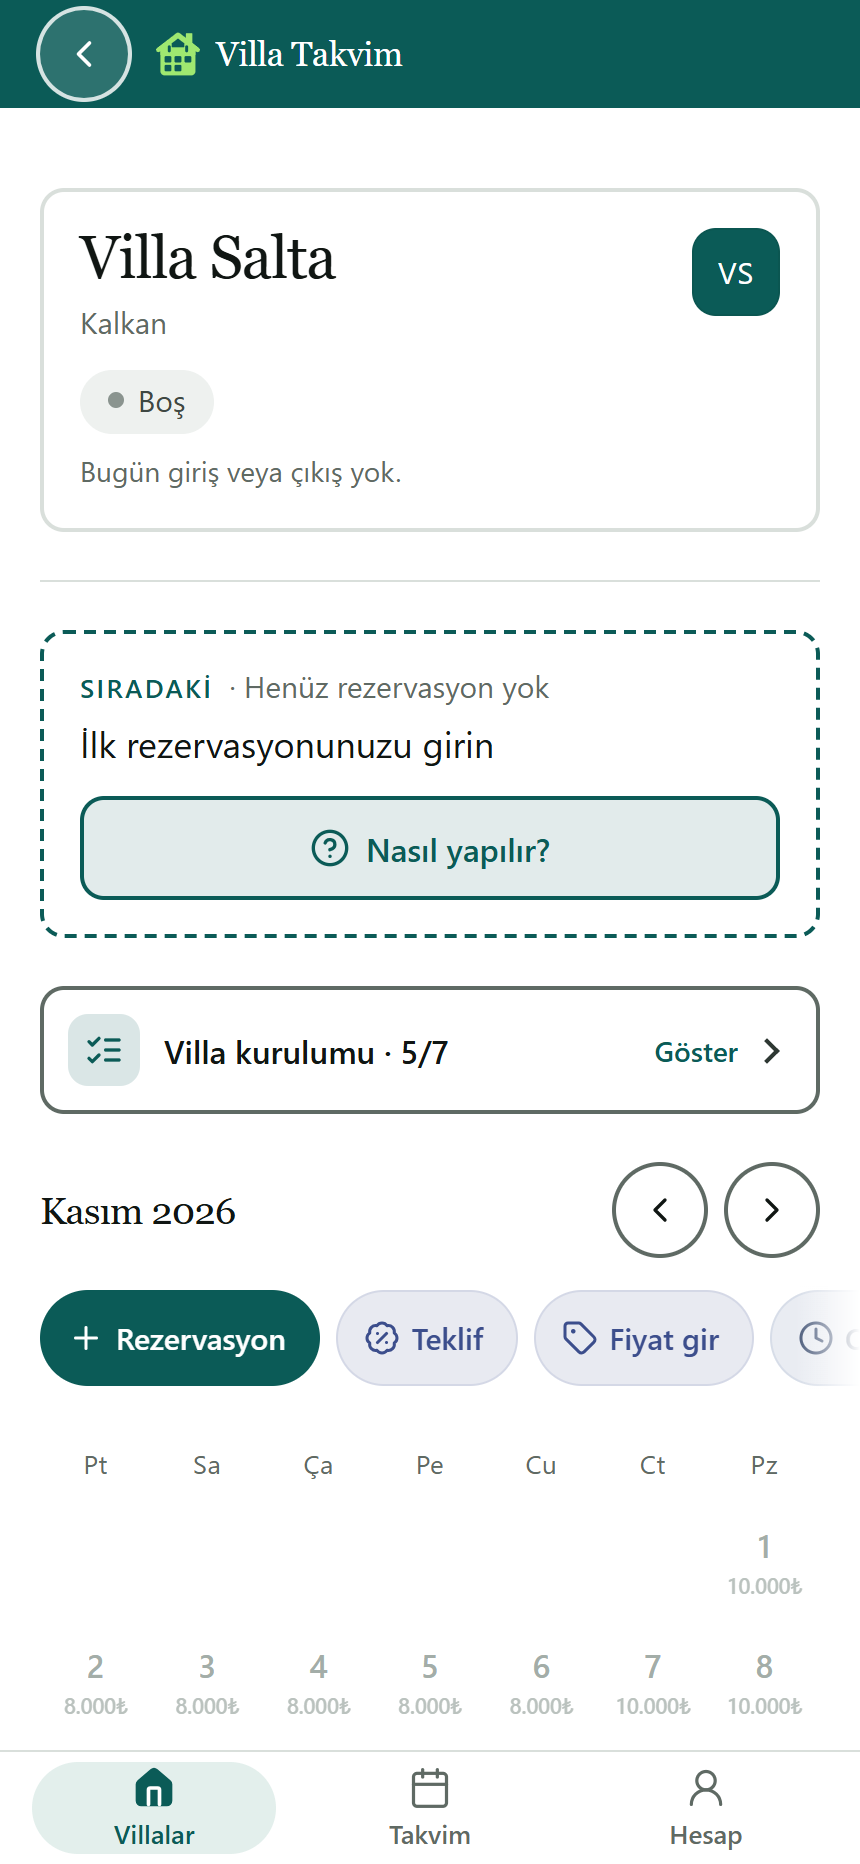 Villa Takvim
Villa Salta
VS
Kalkan
Boş
Bugün giriş veya çıkış yok.
SIRADAKİ · Henüz rezervasyon yok
İlk rezervasyonunuzu girin
Nasıl yapılır?
Villa kurulumu · 5/7 Göster
Kasım 2026
Rezervasyon Teklif Fiyat gir
Pt Sa Ça Pe Cu Ct Pz
1
10.000₺
2 3 4 5 6 7 8
8.000₺ 8.000₺ 8.000₺ 8.000₺ 8.000₺ 10.000₺ 10.000₺
Villalar Takvim Hesap